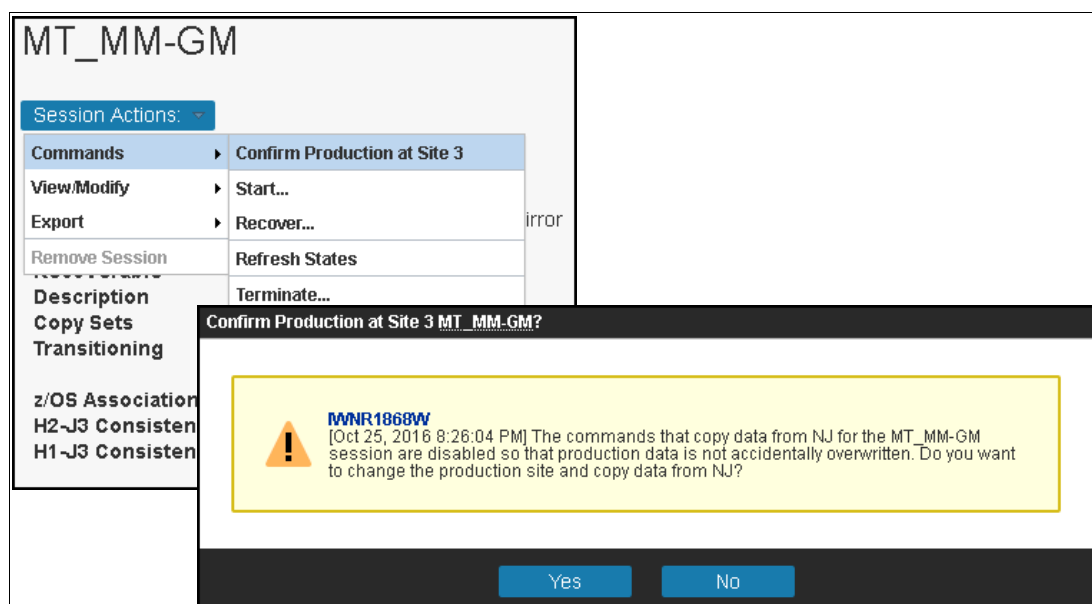 MT_MM-GM
Session Actions:
Commands
View/Modify
Export
Remove Session
Confirm Production at Site 3
Start...
Recover...
Refresh States
Terminate...
irror
Description
Copy Sets
Transitioning
z/OS Association
H2-J3 Consisten
H1-J3 Consisten
Confirm Production at Site 3 MT_MM-GM?
IWNR1868W
[Oct 25, 2016 8:26:04 PM] The commands that copy data from NJ for the MT_MM-GM
session are disabled so that production data is not accidentally overwritten. Do you want
to change the production site and copy data from NJ?
Yes
No